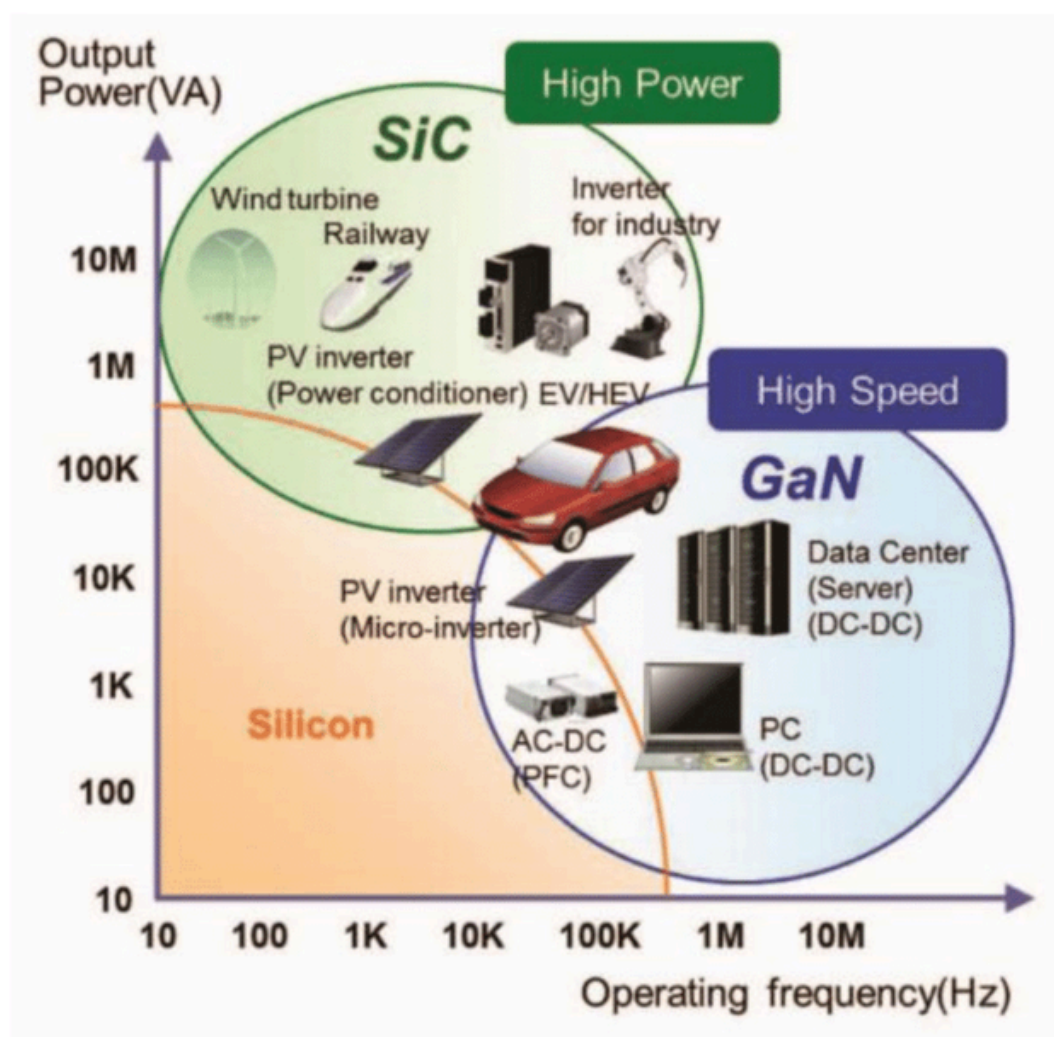 Output
Power(VA)
High Power
SiC
Wind turbine
Railway
Inverter
for industry
10M
1M
PV inverter
(Power conditioner)
EV/HEV
High Speed
GaN
100K
10K
PV inverter
(Micro-inverter)
Data Center
(Server)
(DC-DC)
1K
Silicon
AC-DC
(PFC)
PC
(DC-DC)
100
10
10 100 1K 10K 100K 1M 10M
Operating frequency(Hz)